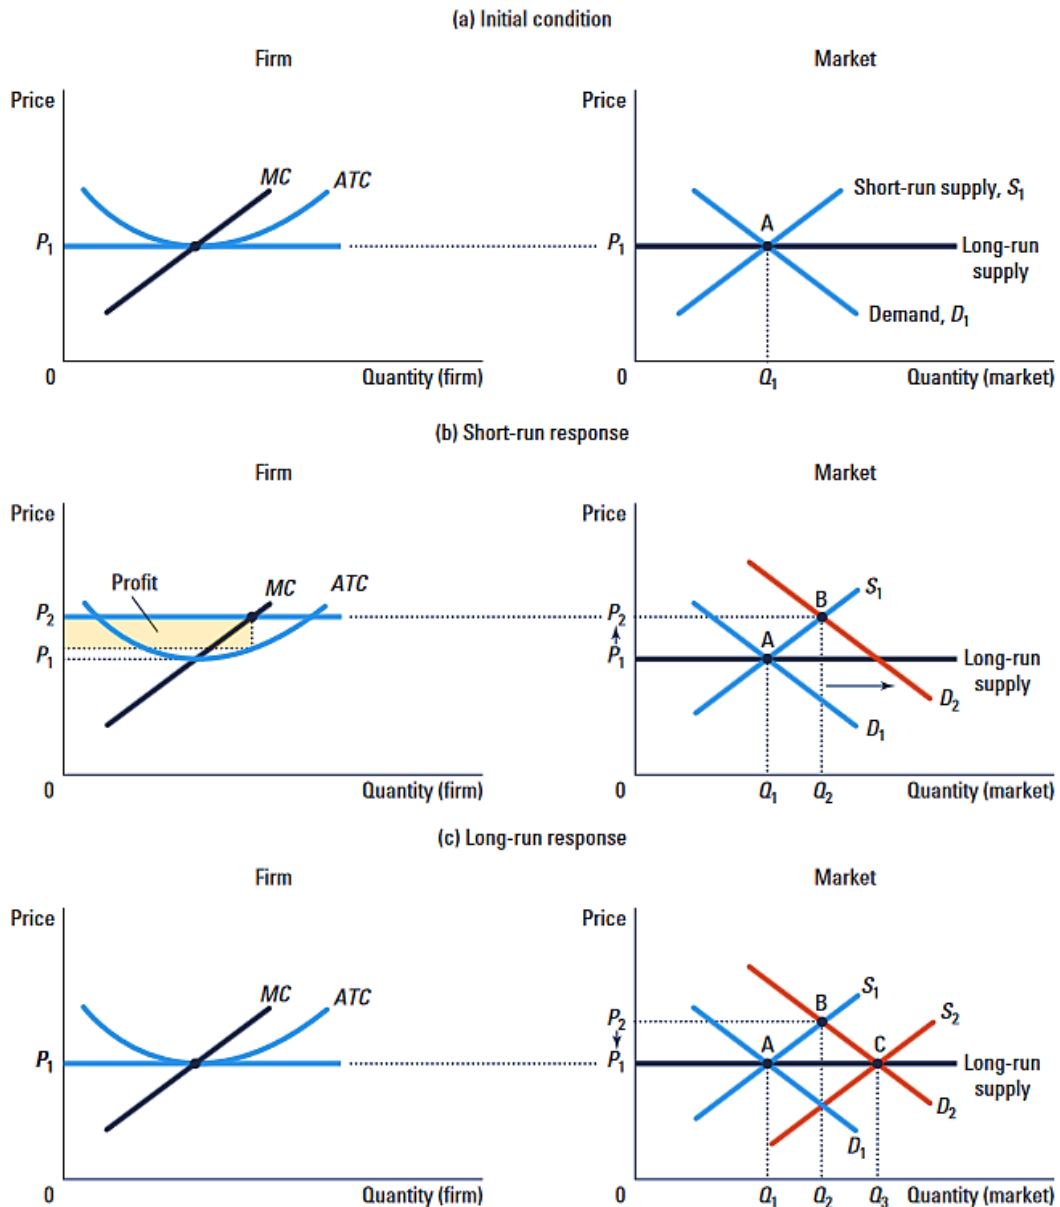 (a) Initial condition
Firm
Market
Price
MC
ATC
P1
0
Quantity (firm)
Price
Short-run supply, S1
A
P1
Long-run
supply
Demand, D1
0
Q1
Quantity (market)
(b) Short-run response
Firm
Market
Price
Profit
MC
ATC
P2
P1
0
Quantity (firm)
Price
S1
B
P2
A
P1
Long-run
supply
D2
D1
0
Q1
Q2
Quantity (market)
(c) Long-run response
Firm
Market
Price
MC
ATC
P1
0
Quantity (firm)
Price
S1
B
S2
P2
A
C
P1
Long-run
supply
D2
D1
0
Q1
Q2
Q3
Quantity (market)